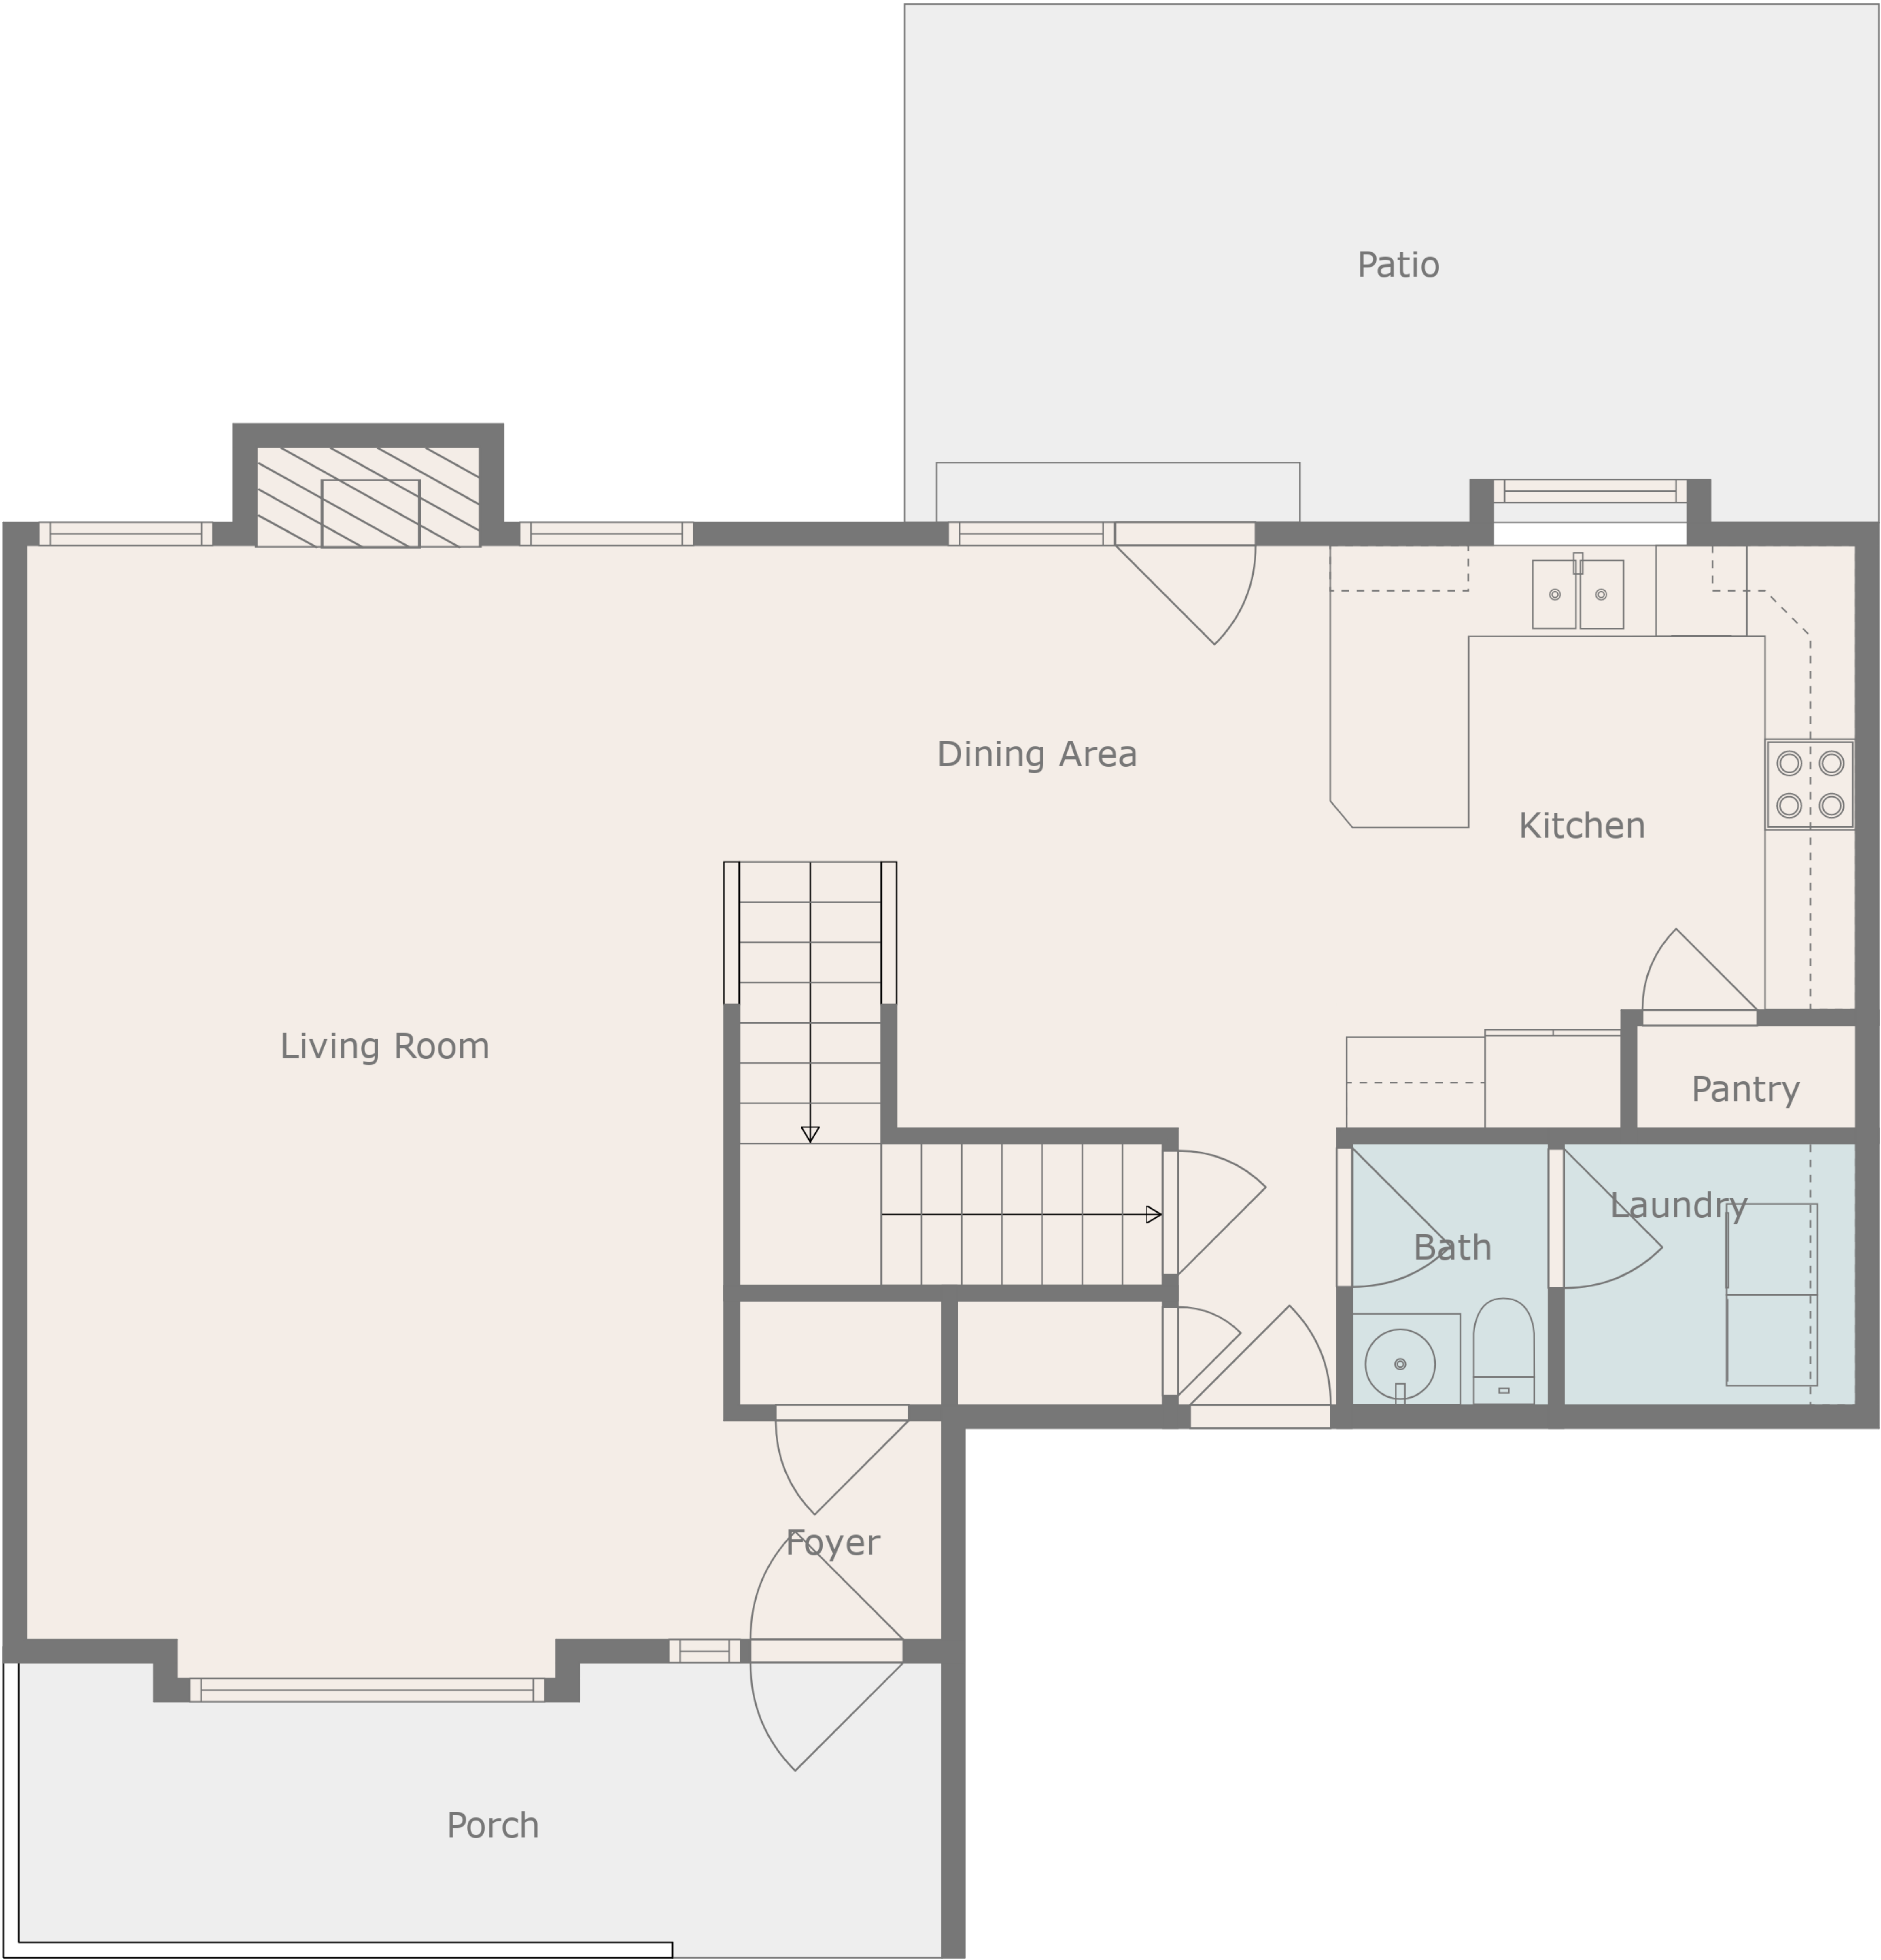 Patio
Dining Area
Kitchen
Living Room
Pantry
Laundry
Bath
Foyer
Porch